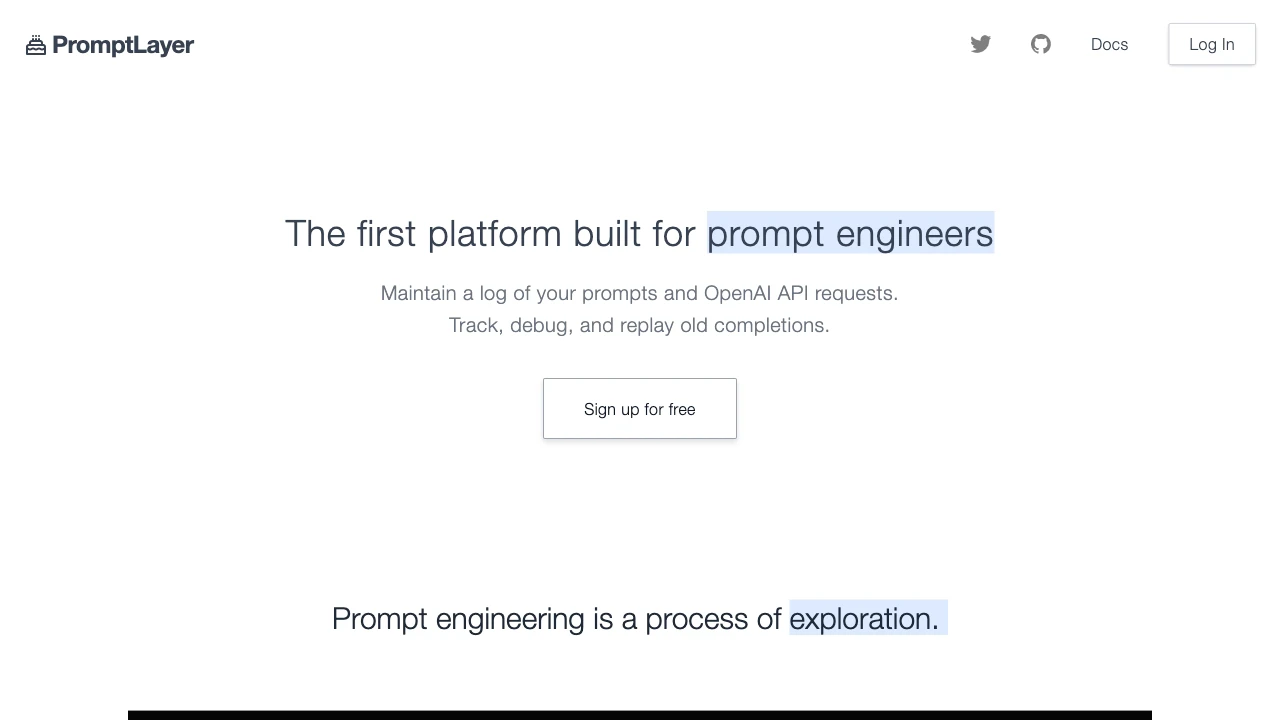 PromptLayer
Docs
Log In
The first platform built for prompt engineers
Maintain a log of your prompts and OpenAI API requests.
Track, debug, and replay old completions.
Sign up for free
Prompt engineering is a process of exploration.